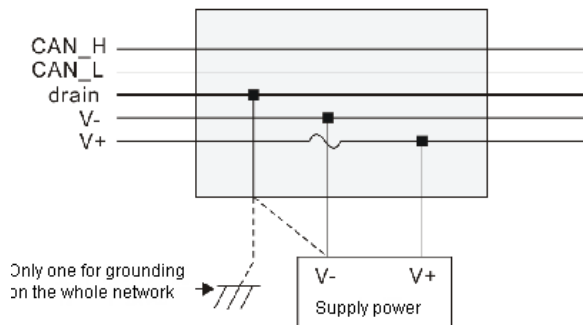 CAN_H
CAN_L
drain
V-
V+
Only one for grounding
on the whole network
V- V+
Supply power